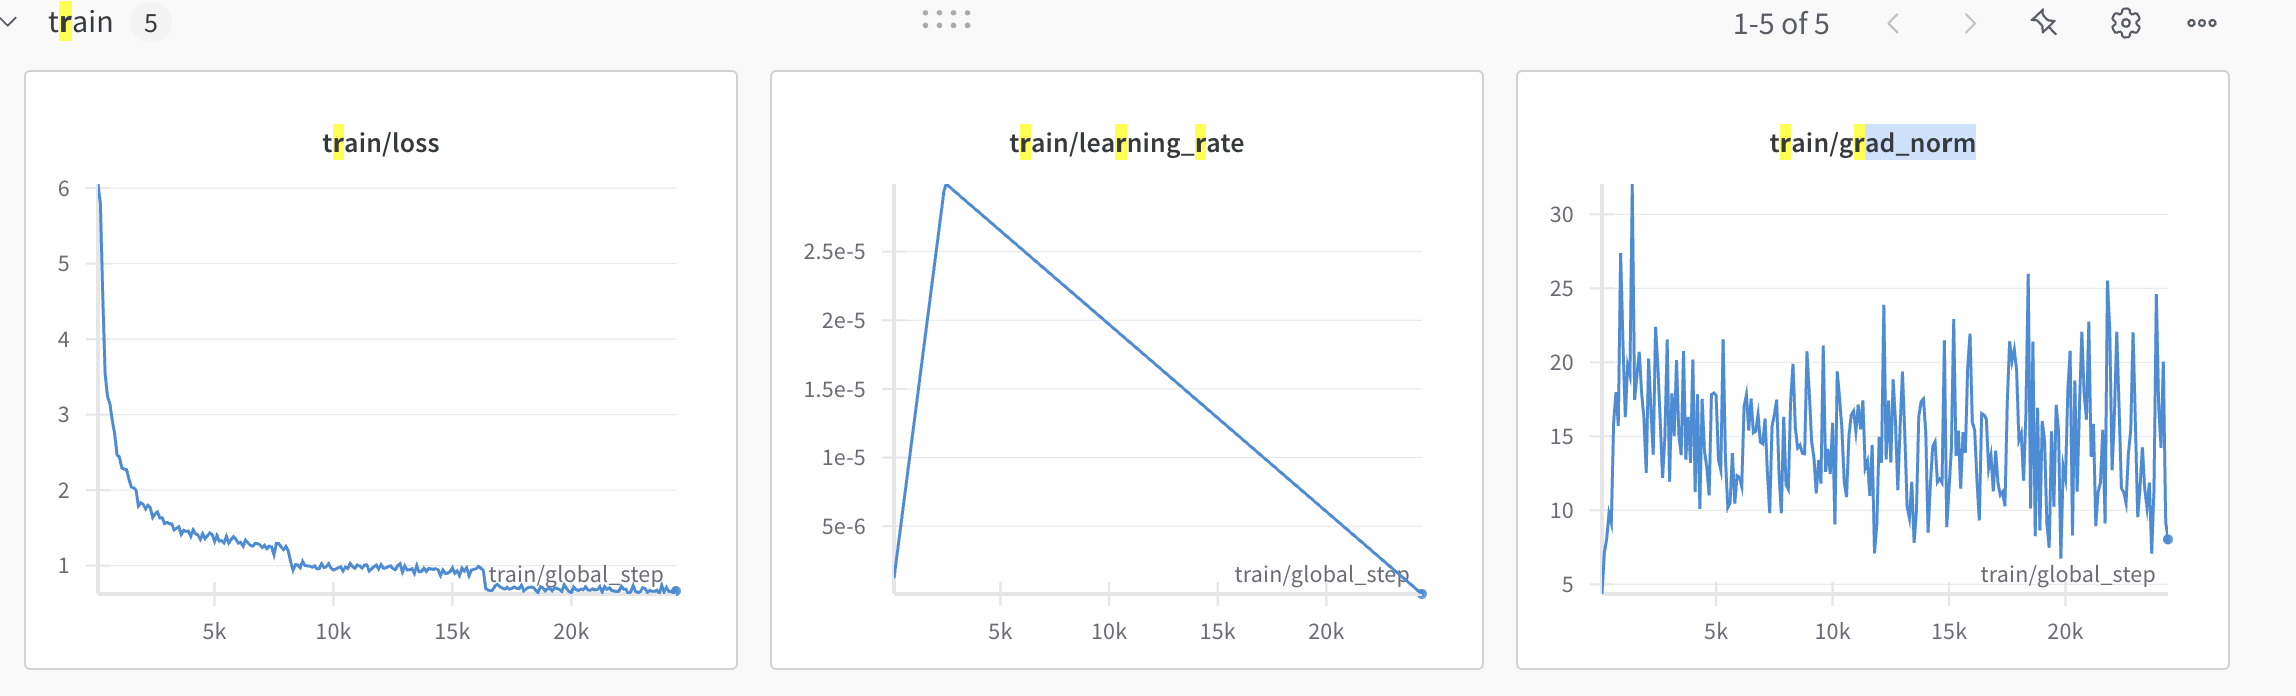 train 5
1-5 of 5
train/loss
6
5
4
3
2
1
train/global_step
5k 10k 15k 20k
train/learning_rate
2.5e-5
2e-5
1.5e-5
1e-5
5e-6
train/global_step
5k 10k 15k 20k
train/grad_norm
30
25
20
15
10
5
train/global_step
5k 10k 15k 20k